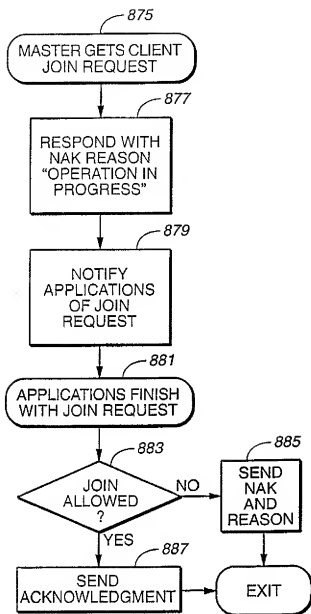 875
MASTER GETS CLIENT
JOIN REQUEST
877
RESPOND WITH
NAK REASON
“OPERATION IN
PROGRESS”
879
NOTIFY
APPLICATIONS
OF JOIN
REQUEST
881
APPLICATIONS FINISH
WITH JOIN REQUEST
883
JOIN
ALLOWED
?
NO
885
SEND
NAK
AND
REASON
YES
887
SEND
ACKNOWLEDGMENT
EXIT